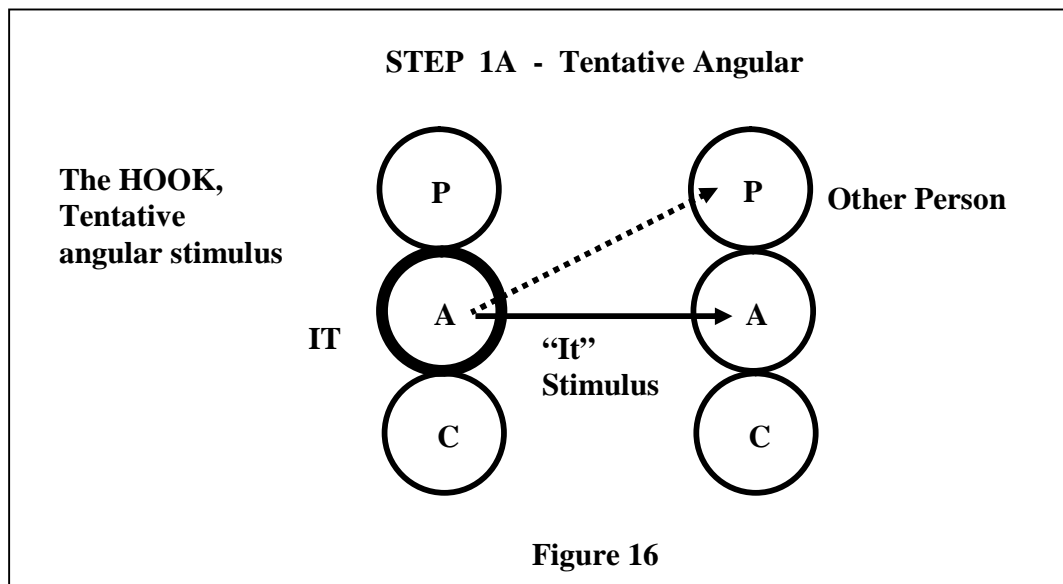 STEP 1A - Tentative Angular
The HOOK,
Tentative
angular stimulus
P
P
Other Person
IT
A
A
“It”
Stimulus
C
C
Figure 16